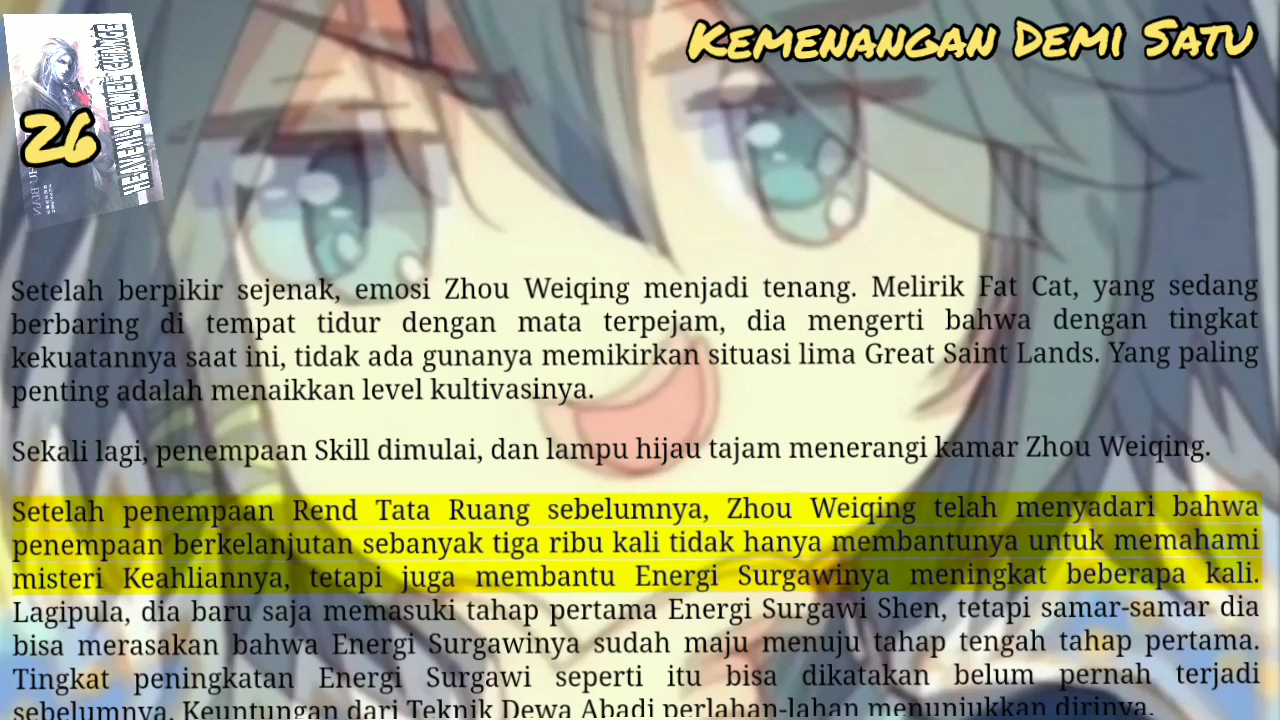 Kemenangan Demi Satu
HEAVENLY JEWEL CHANGE
26
Setelah berpikir sejenak, emosi Zhou Weiqing menjadi tenang. Melirik Fat Cat, yang sedang
berbaring di tempat tidur dengan mata terpejam, dia mengerti bahwa dengan tingkat
kekuatannya saat ini, tidak ada gunanya memikirkan situasi lima Great Saint Lands. Yang paling
penting adalah menaikkan level kultivasinya.
Sekali lagi, penempaan Skill dimulai, dan lampu hijau tajam menerangi kamar Zhou Weiqing.
Setelah penempaan Rend Tata Ruang sebelumnya, Zhou Weiqing telah menyadari bahwa
penempaan berkelanjutan sebanyak tiga ribu kali tidak hanya membantunya untuk memahami
misteri Keahliannya, tetapi juga membantu Energi Surgawinya meningkat beberapa kali.
Lagipula, dia baru saja memasuki tahap pertama Energi Surgawi Shen, tetapi samar-samar dia
bisa merasakan bahwa Energi Surgawinya sudah maju menuju tahap tengah tahap pertama.
Tingkat peningkatan Energi Surgawi seperti itu bisa dikatakan belum pernah terjadi
sebelumnya. Keuntungan dari Teknik Dewa Abadi perlahan-lahan menunjukkan dirinya.